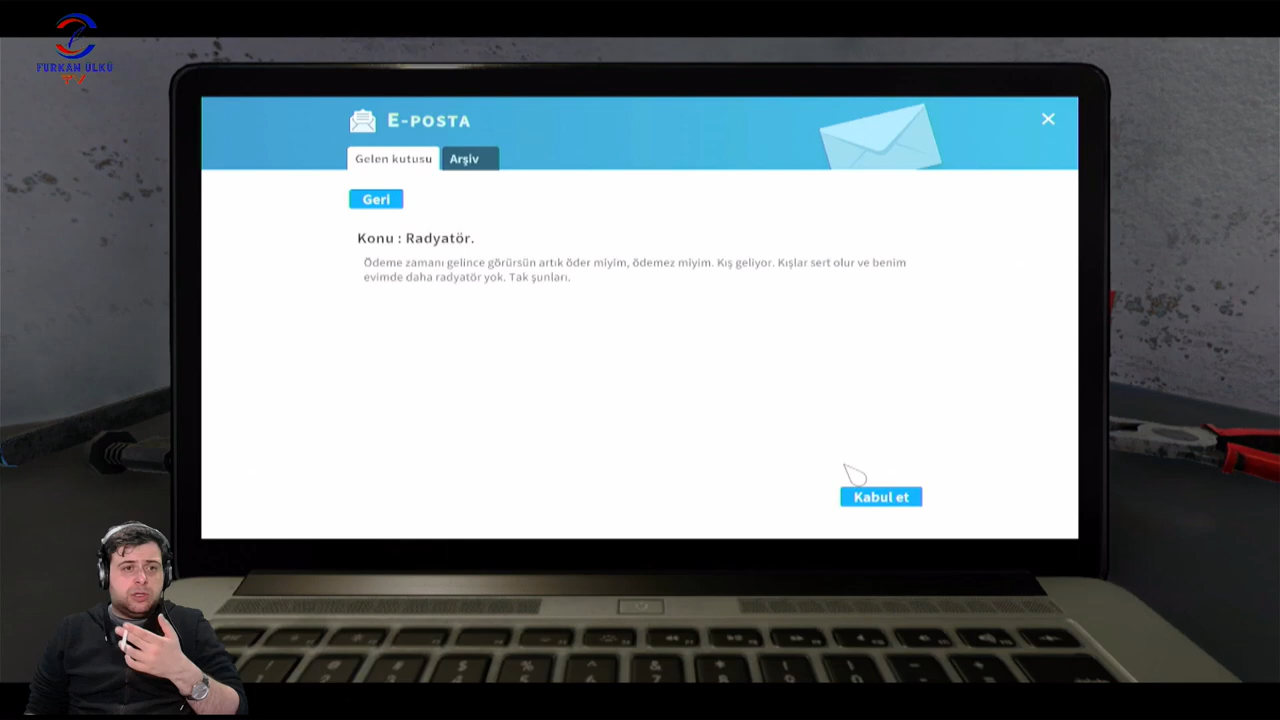 FURKAN ÜLKÜ
TV
E-POSTA
Gelen kutusu
Arşiv
Geri
Konu : Radyatör.
Ödeme zamanı gelince görürsün artık öder miyim, ödemez miyim. Kış geliyor. Kışlar sert olur ve benim
evimde daha radyatör yok. Tak şunları.
Kabul et